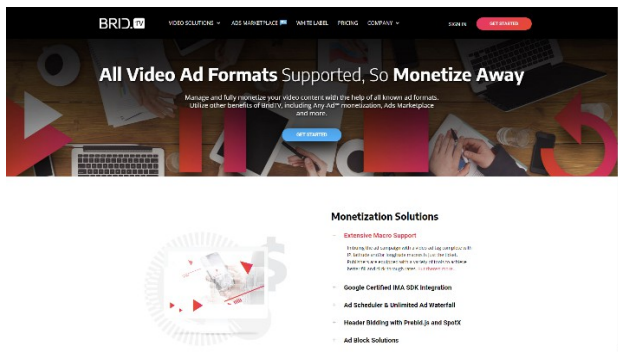 BRID.TV
VIDEO SOLUTIONS
ADS MARKETPLACE
WHITE LABEL
PRICING
COMPANY
SIGN IN
GET STARTED
All Video Ad Formats Supported, So Monetize Away
Manage and fully monetize your video content with the help of all known ad formats.
Utilize other benefits of BridTV, including Any Ad™ monetization, Ads Marketplace
and more.
GET STARTED
Monetization Solutions
Extensive Macro Support
Google Certified IMA SDK Integration
Ad Scheduler & Unlimited Ad Waterfall
Header Bidding with Prebid.js and SpotX
Ad Block Solutions